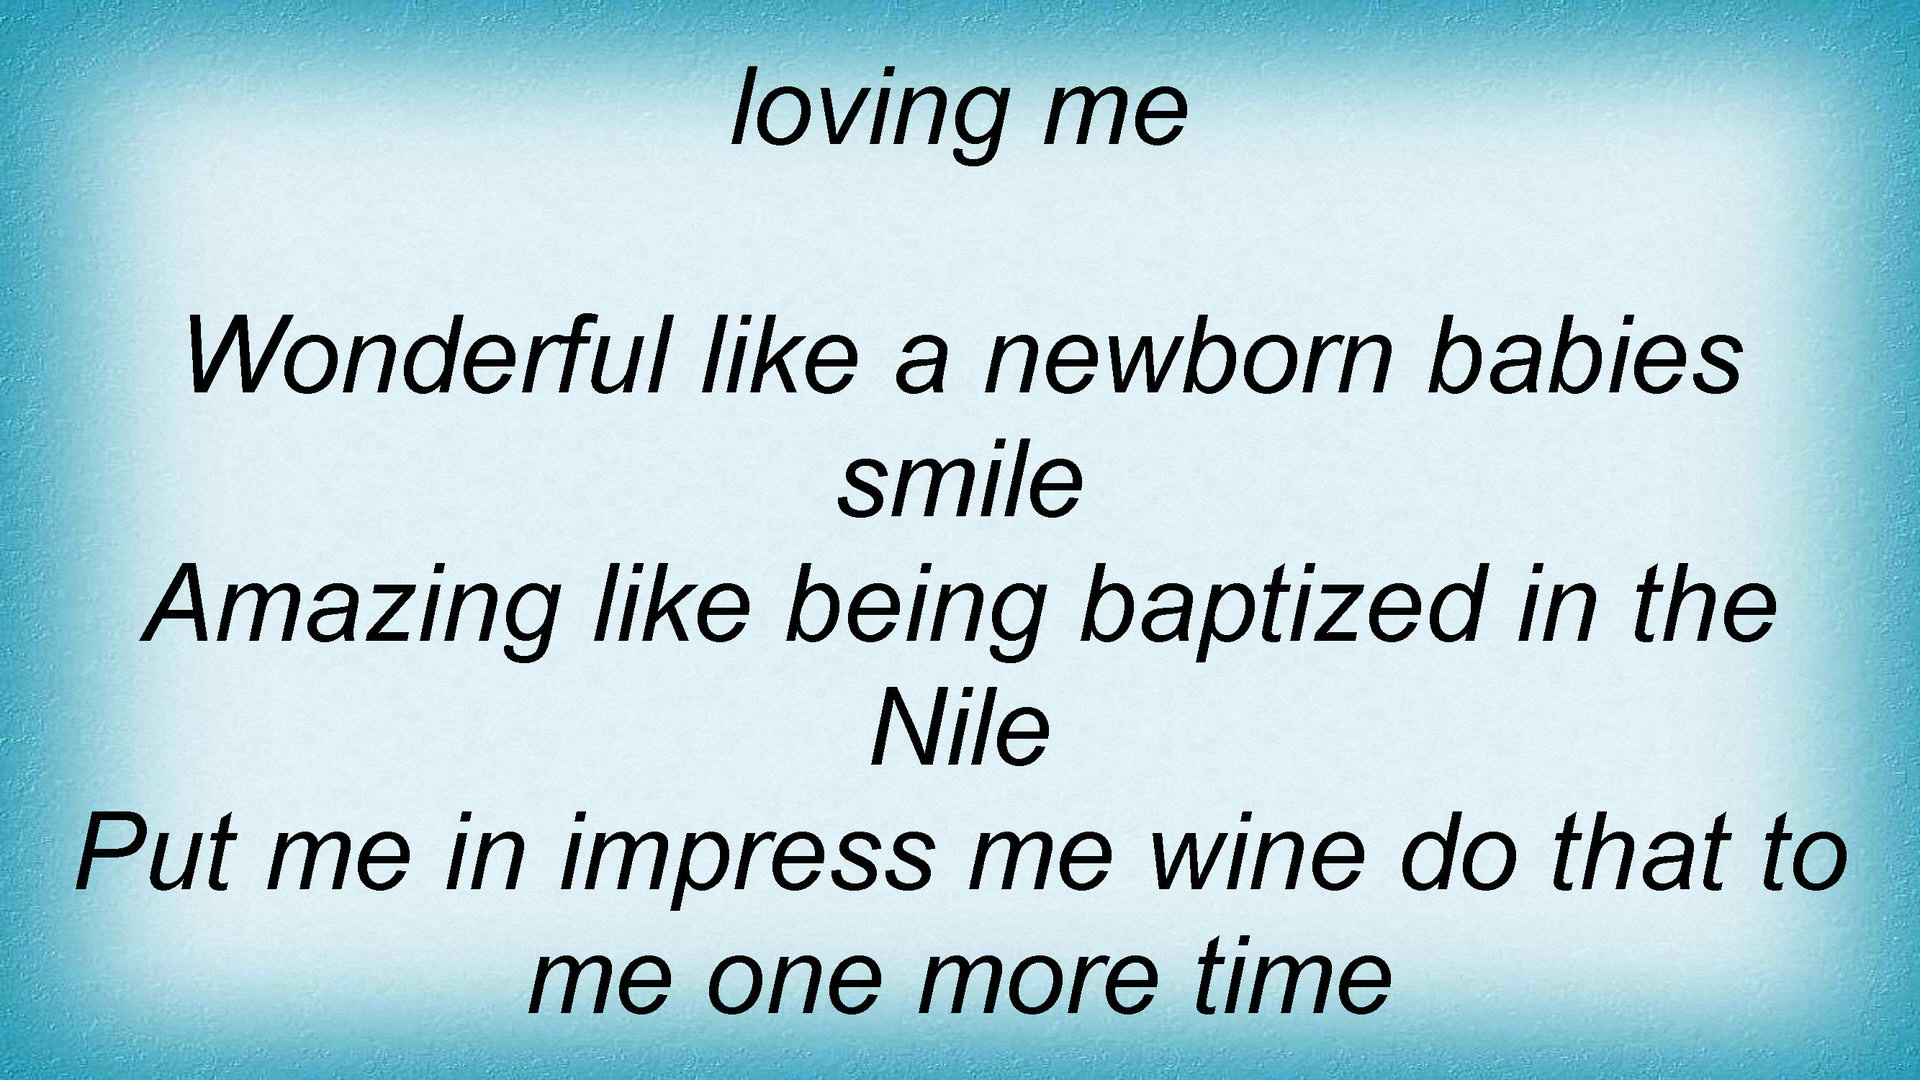 loving me
Wonderful like a newborn babies
smile
Amazing like being baptized in the
Nile
Put me in impress me wine do that to
me one more time